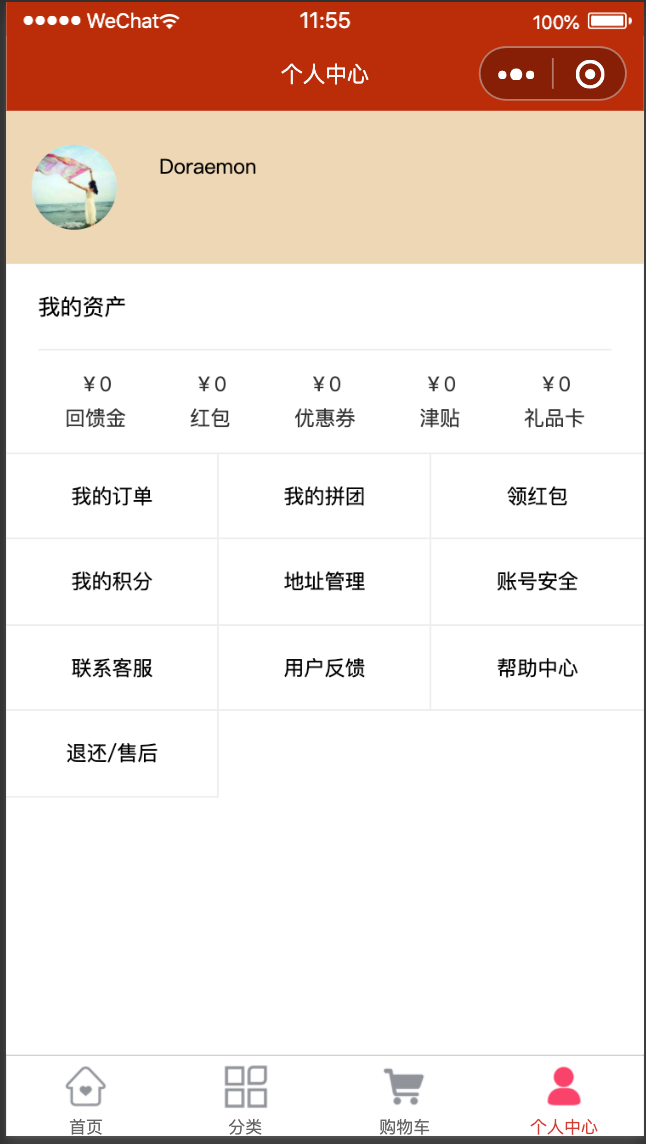 WeChat 11:55 100%
个人中心
Doraemon
我的资产
￥0 ￥0 ￥0 ￥0 ￥0
回馈金 红包 优惠券 津贴 礼品卡
我的订单 我的拼团 领红包
我的积分 地址管理 账号安全
联系客服 用户反馈 帮助中心
退还/售后
首页 分类 购物车 个人中心